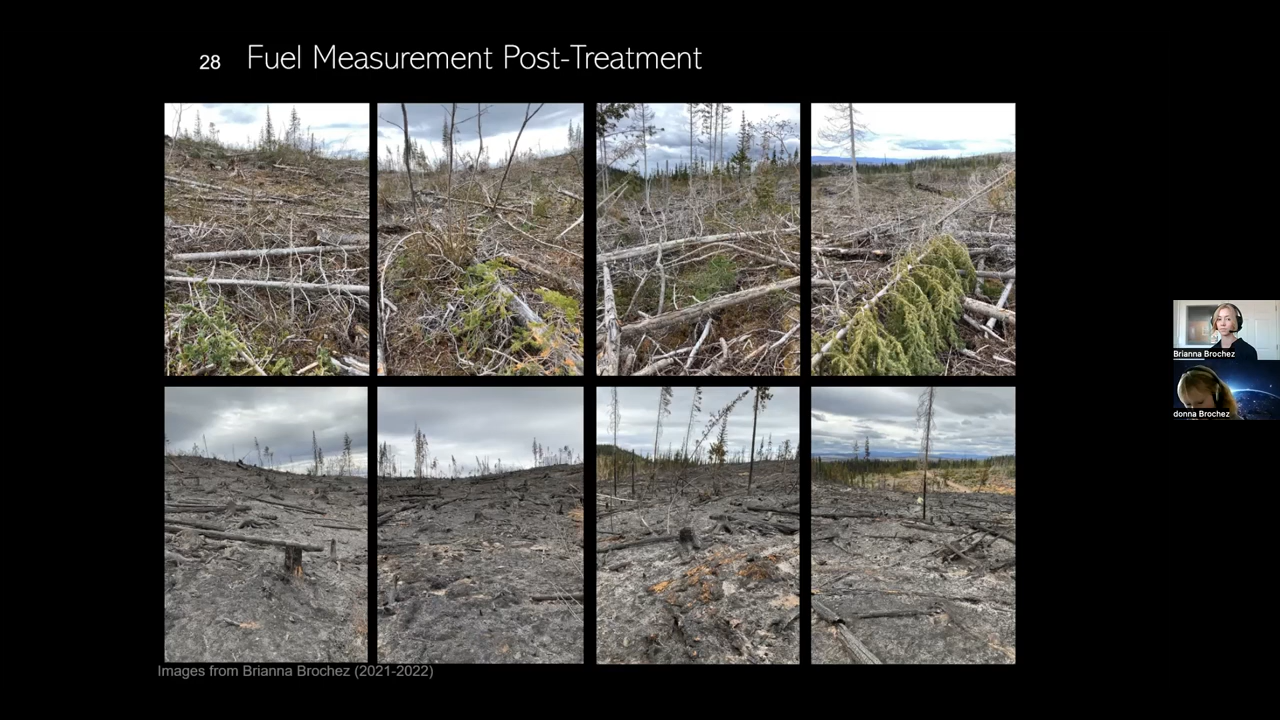 28 Fuel Measurement Post-Treatment
Images from Brianna Brochez (2021-2022)
Brianna Brochez
donna Brochez